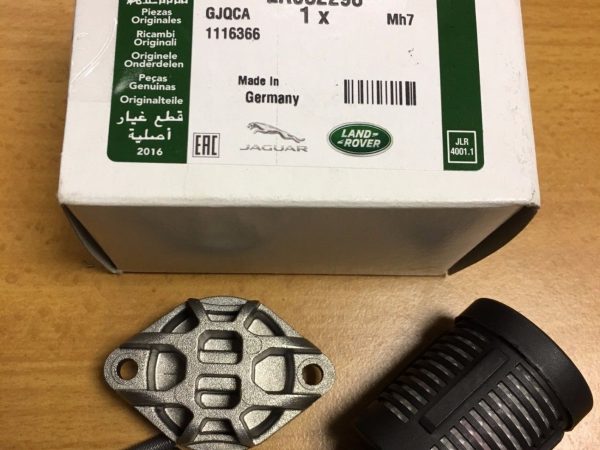 Piezas
Originales
Ricambi
Originali
Originele
Onderdelen
Peças
Genuinas
Originalteile
قطع غيار
أصلية
2016
GJQCA
1 x
Mh7
1116366
Made In
Germany
EAC
JAGUAR
LAND-
-ROVER
JLR
4001.1